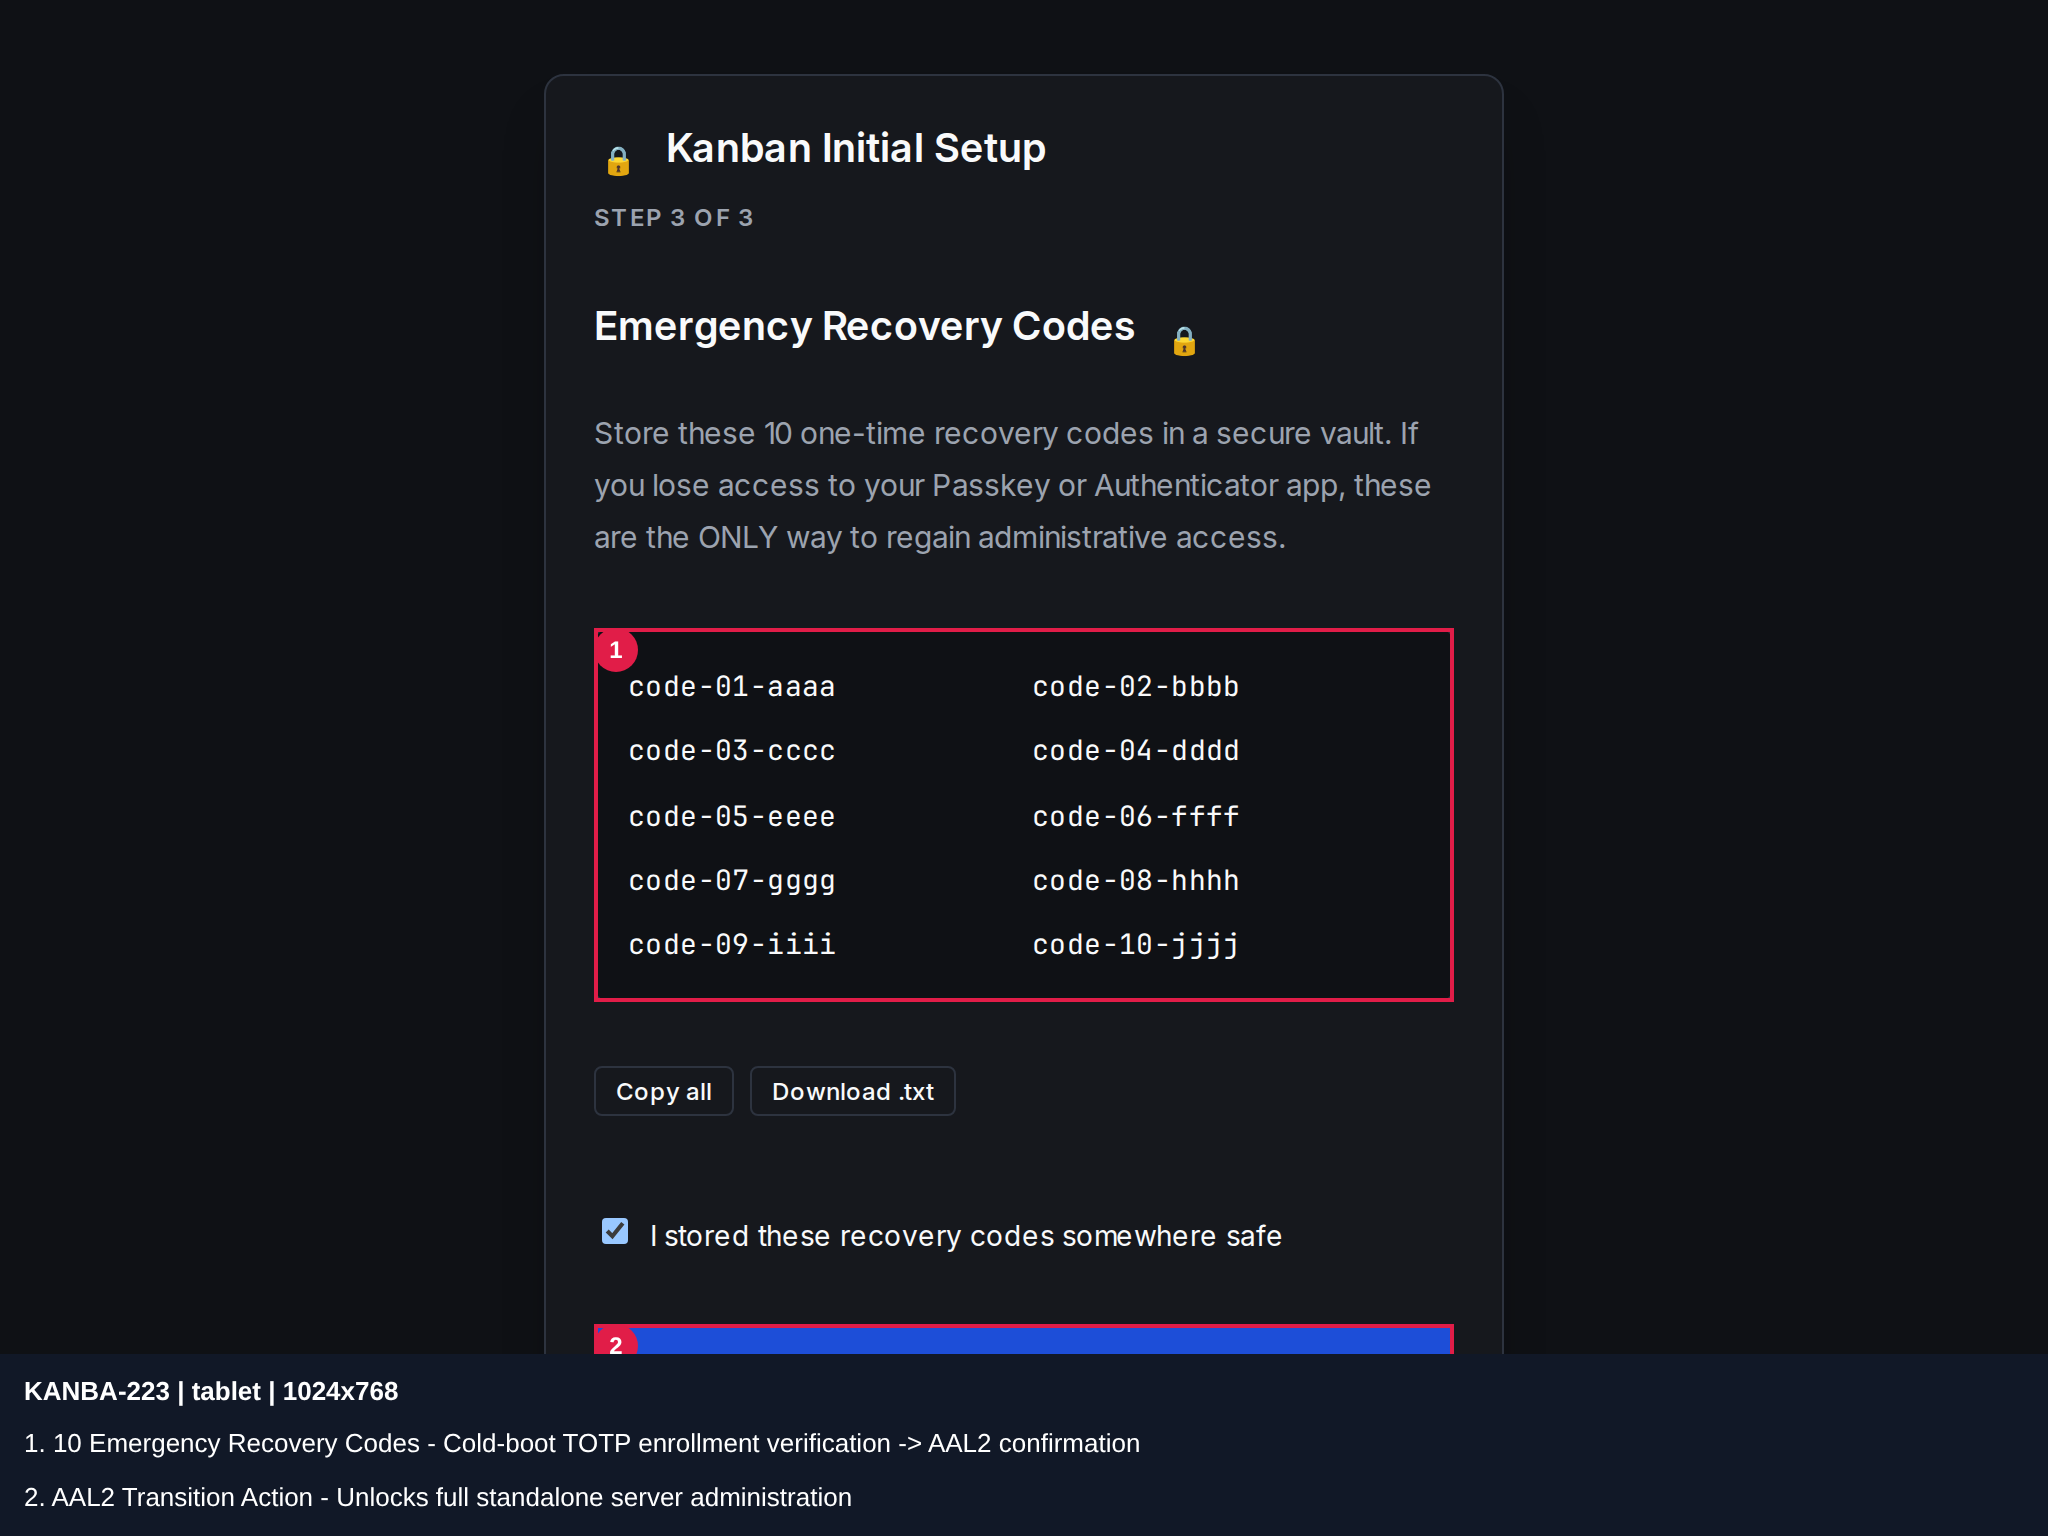 🔒 Kanban Initial Setup
STEP 3 OF 3
Emergency Recovery Codes 🔒
Store these 10 one-time recovery codes in a secure vault. If
you lose access to your Passkey or Authenticator app, these
are the ONLY way to regain administrative access.
1
code-01-aaaa code-02-bbbb
code-03-cccc code-04-dddd
code-05-eeee code-06-ffff
code-07-gggg code-08-hhhh
code-09-iiii code-10-jjjj
Copy all Download .txt
I stored these recovery codes somewhere safe
2
KANBA-223 | tablet | 1024x768
1. 10 Emergency Recovery Codes - Cold-boot TOTP enrollment verification -> AAL2 confirmation
2. AAL2 Transition Action - Unlocks full standalone server administration